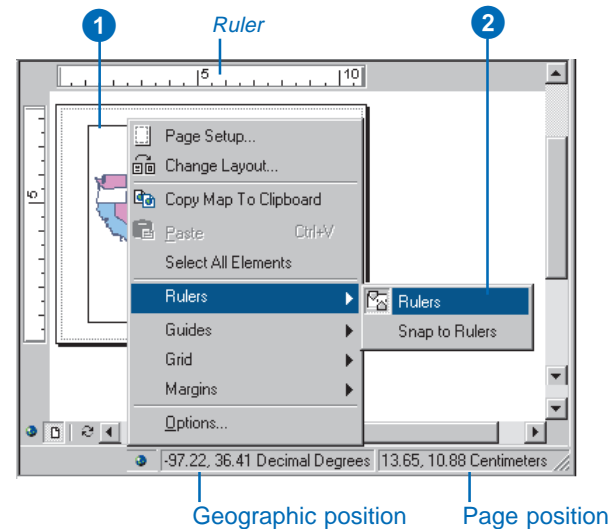 1
Ruler
2
5
10
5
Page Setup...
Change Layout...
Copy Map To Clipboard
Paste Ctrl+V
Select All Elements
Rulers
Rulers
Guides
Snap to Rulers
Grid
Margins
Options...
-97.22, 36.41 Decimal Degrees
13.65, 10.88 Centimeters
Geographic position
Page position